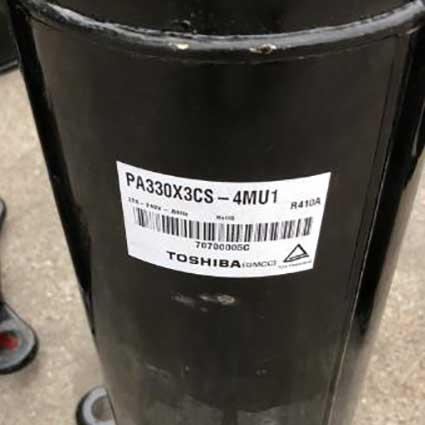 PA330X3CS-4MU1
R410A
70700005C
TOSHIBA (GMCC)